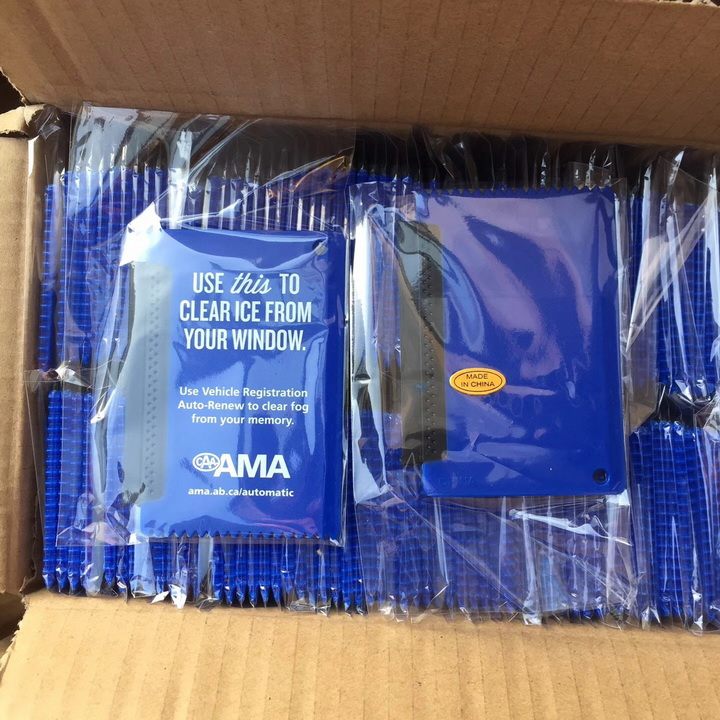 USE this TO
CLEAR ICE FROM
YOUR WINDOW.
Use Vehicle Registration
Auto-Renew to clear fog
from your memory.
CAA AMA
ama.ab.ca/automatic
MADE
IN CHINA